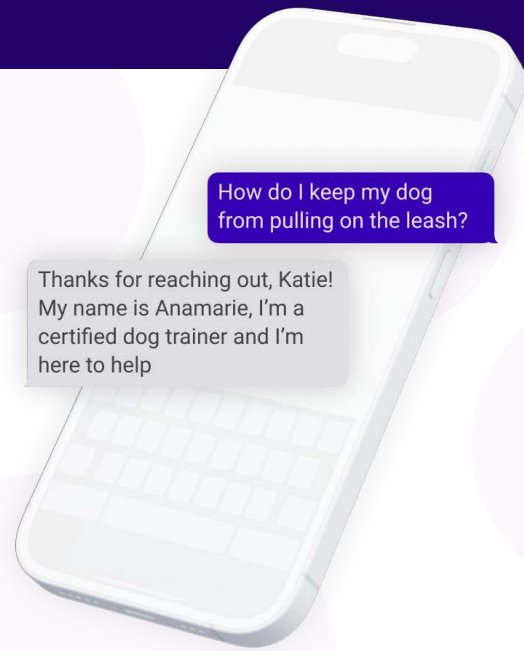 How do I keep my dog
from pulling on the leash?
Thanks for reaching out, Katie!
My name is Anamarie, I’m a
certified dog trainer and I’m
here to help